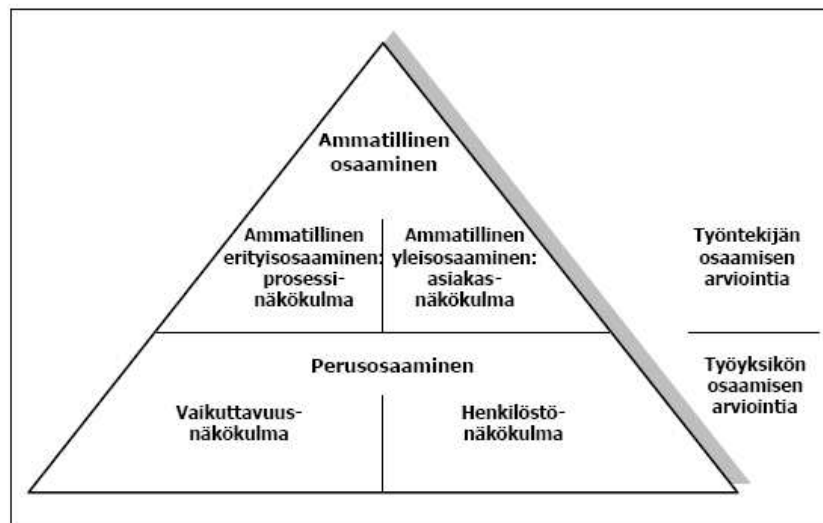 Ammatillinen
osaaminen
Ammatillinen
erityisosaaminen:
prosessi-
näkökulma
Ammatillinen
yleisosaaminen:
asiakas-
näkökulma
Työntekijän
osaamisen
arviointia
Perusosaaminen
Vaikuttavuus-
näkökulma
Henkilöstö-
näkökulma
Työyksikön
osaamisen
arviointia